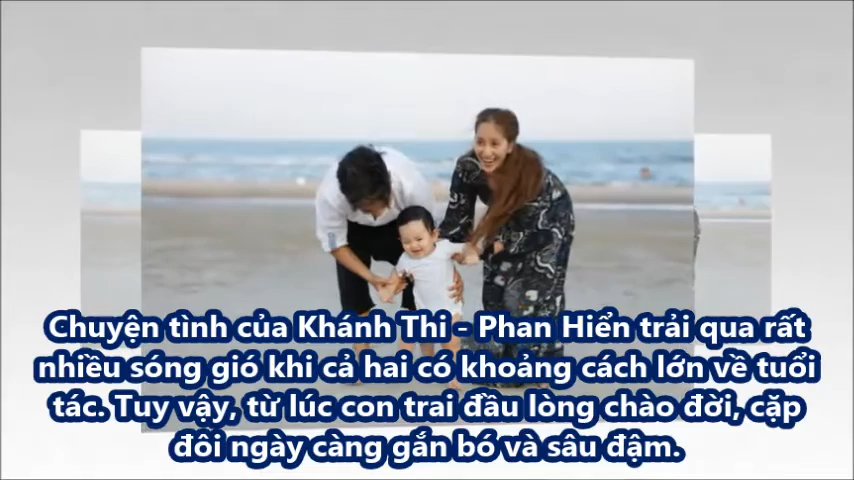 Chuyện tình của Khánh Thi - Phan Hiển trải qua rất
nhiều sóng gió khi cả hai có khoảng cách lớn về tuổi
tác. Tuy vậy, từ lúc con trai đầu lòng chào đời, cặp
đôi ngày càng gắn bó và sâu đậm.